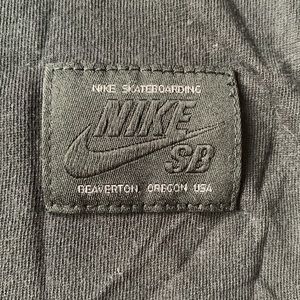 NIKE SKATEBOARDING
NIKE
SB
BEAVERTON, OREGON USA